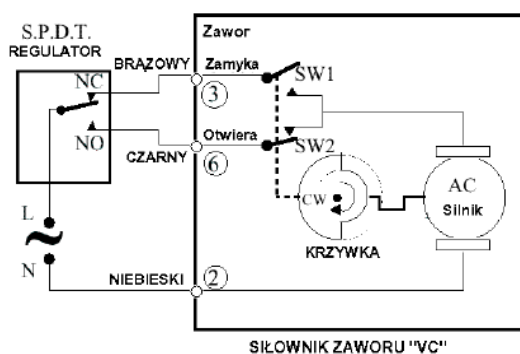 S.P.D.T.
REGULATOR
NC
NO
L
N
BRĄZOWY
CZARNY
NIEBIESKI
Zawor
Zamyka
3
SW1
Otwiera
6
SW2
CW
KRZYWKA
AC
Silnik
2
SIŁOWNIK ZAWORU "VC"